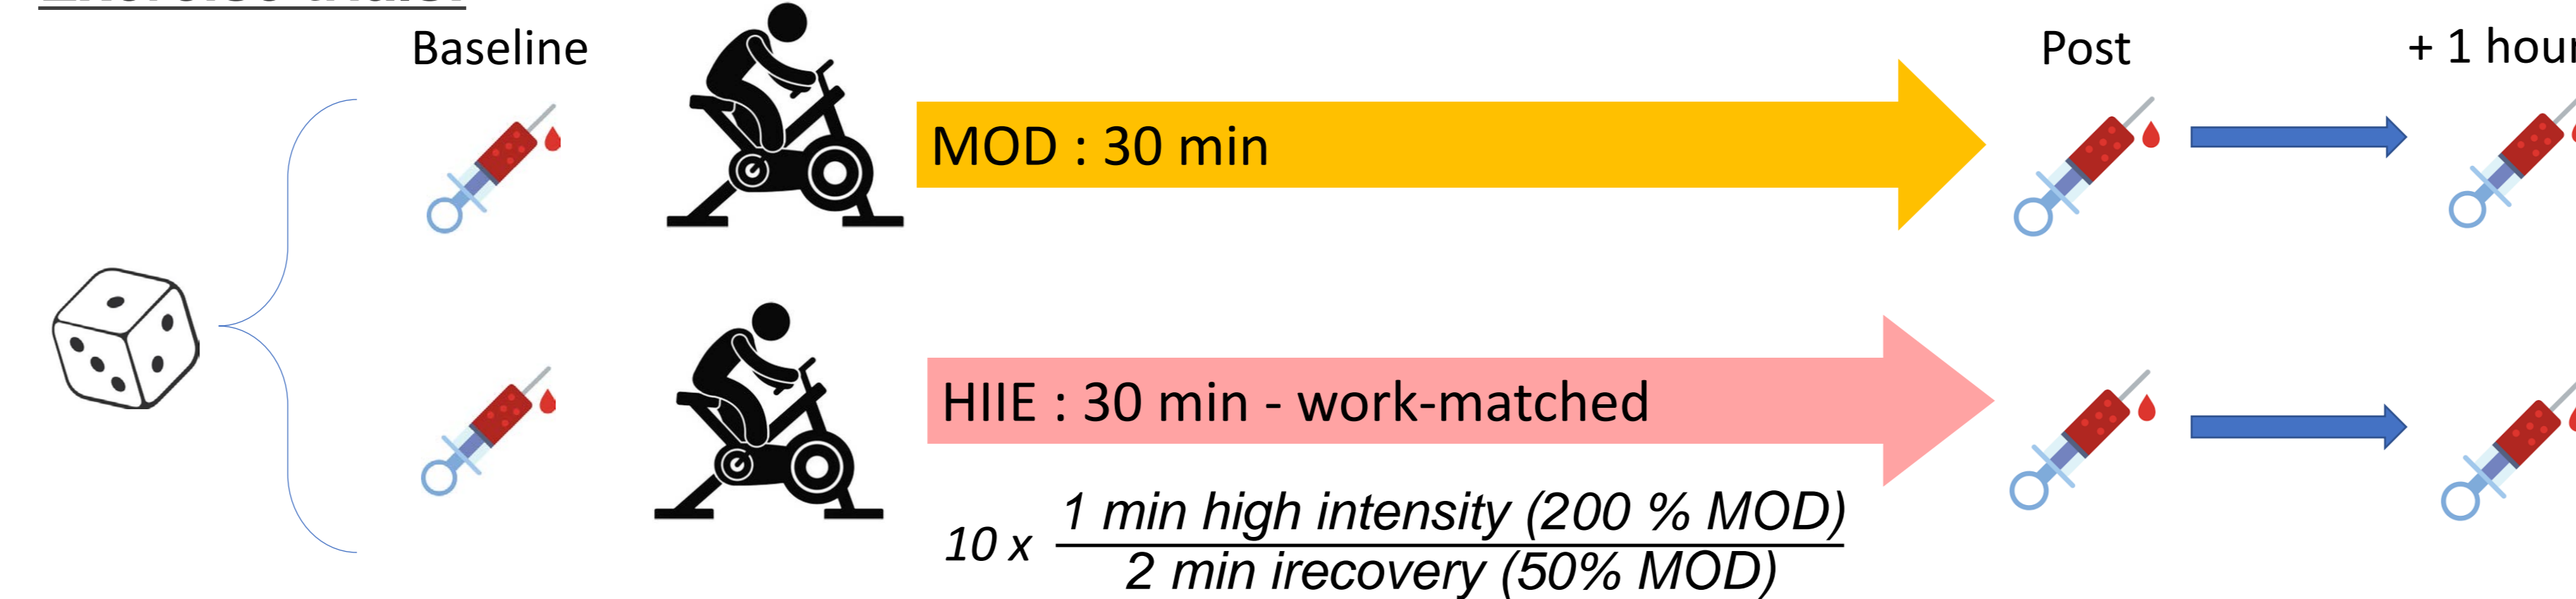 Baseline
Post
+ 1 hour
MOD : 30 min
HIIE : 30 min - work-matched
10 x
1 min high intensity (200 % MOD)
2 min irecovery (50% MOD)